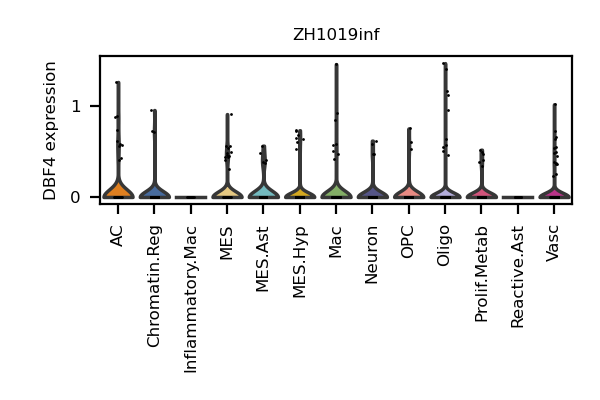 ZH1019inf
DBF4 expression
1
0
AC
Chromatin.Reg
Inflammatory.Mac
MES
MES.Ast
MES.Hyp
Mac
Neuron
OPC
Oligo
Prolif.Metab
Reactive.Ast
Vasc